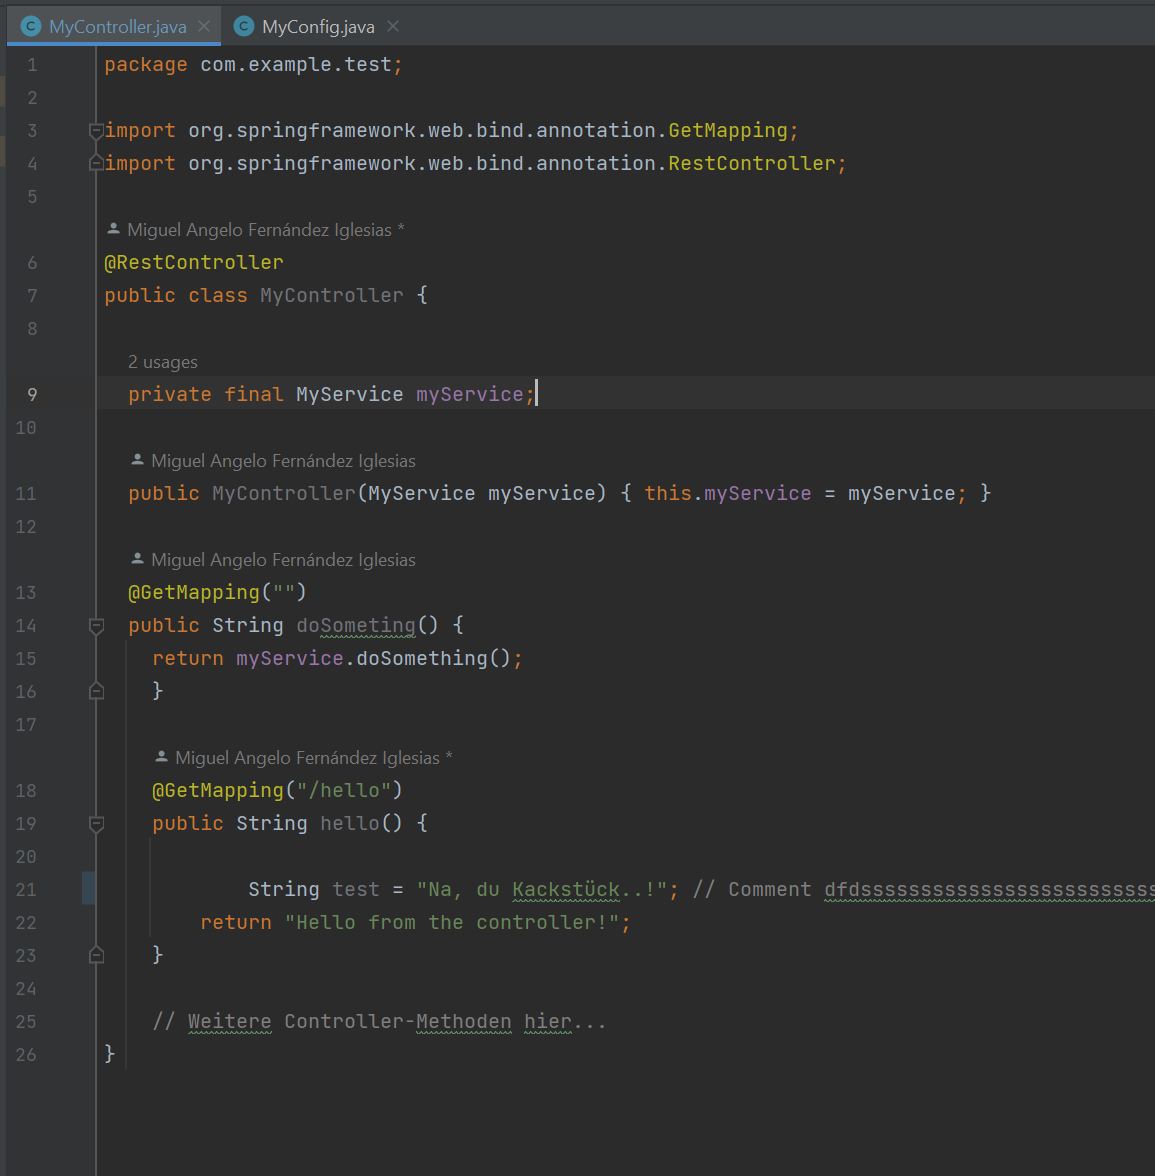 MyController.java MyConfig.java
1 package com.example.test;
2
3 import org.springframework.web.bind.annotation.GetMapping;
4 import org.springframework.web.bind.annotation.RestController;
5
Miguel Angelo Fernández Iglesias *
6 @RestController
7 public class MyController {
8
2 usages
9 private final MyService myService;
10
Miguel Angelo Fernández Iglesias
11 public MyController(MyService myService) { this.myService = myService; }
12
Miguel Angelo Fernández Iglesias
13 @GetMapping("")
14 public String doSometing() {
15 return myService.doSomething();
16 }
17
Miguel Angelo Fernández Iglesias *
18 @GetMapping("/hello")
19 public String hello() {
20
21 String test = "Na, du Kackstück..!"; // Comment dfdsssssssssssssssssssssssss
22 return "Hello from the controller!";
23 }
24
25 // Weitere Controller-Methoden hier...
26 }